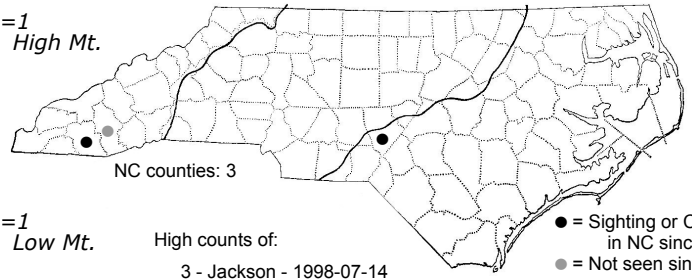 =1
High Mt.
NC counties: 3
=1
Low Mt.
High counts of:
3 - Jackson - 1998-07-14
● = Sighting or C
in NC sinc
● = Not seen sin